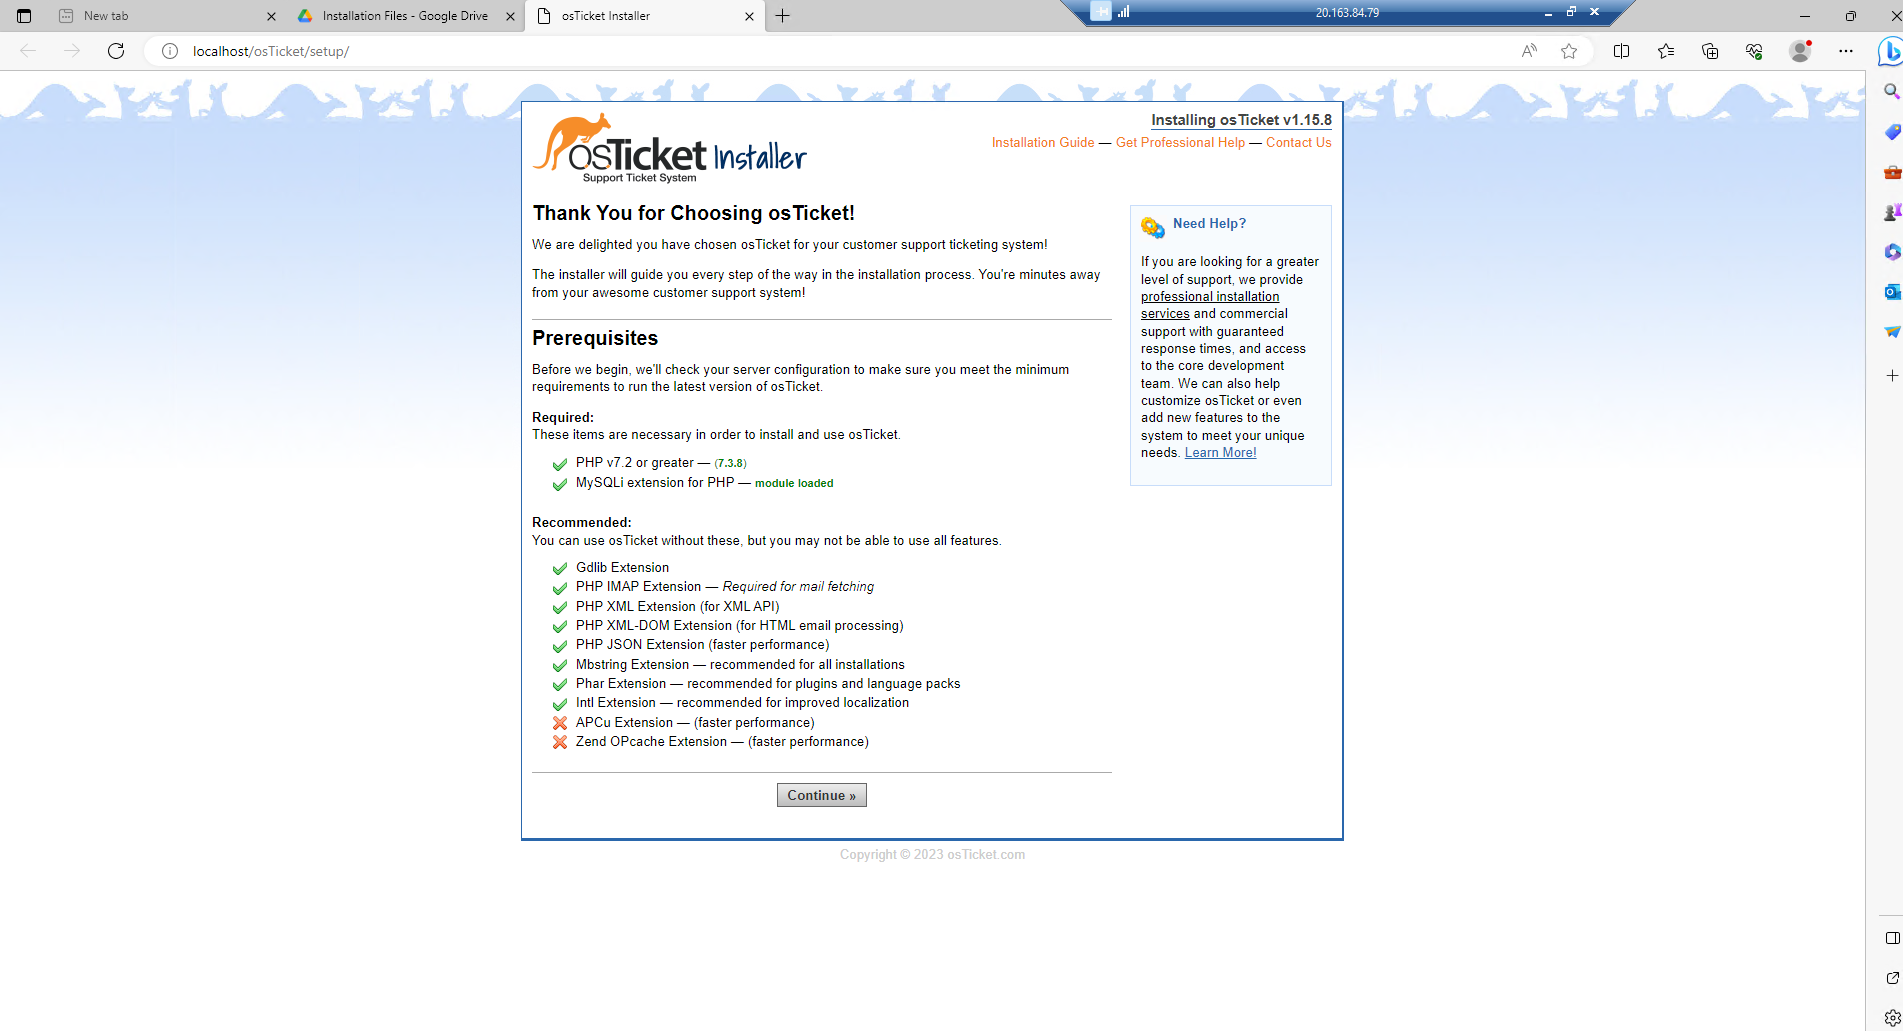 New tab
Installation Files - Google Drive
osTicket Installer
20.163.84.79
localhost/osTicket/setup/
osTicket Installer
Support Ticket System
Installing osTicket v1.15.8
Installation Guide — Get Professional Help — Contact Us
Thank You for Choosing osTicket!
We are delighted you have chosen osTicket for your customer support ticketing system!
The installer will guide you every step of the way in the installation process. You're minutes away
from your awesome customer support system!
Prerequisites
Before we begin, we'll check your server configuration to make sure you meet the minimum
requirements to run the latest version of osTicket.
Required:
These items are necessary in order to install and use osTicket.
PHP v7.2 or greater — (7.3.8)
MySQLi extension for PHP — module loaded
Recommended:
You can use osTicket without these, but you may not be able to use all features.
Gdlib Extension
PHP IMAP Extension — Required for mail fetching
PHP XML Extension (for XML API)
PHP XML-DOM Extension (for HTML email processing)
PHP JSON Extension (faster performance)
Mbstring Extension — recommended for all installations
Phar Extension — recommended for plugins and language packs
Intl Extension — recommended for improved localization
APCu Extension — (faster performance)
Zend OPcache Extension — (faster performance)
Continue »
Need Help?
If you are looking for a greater
level of support, we provide
professional installation
services and commercial
support with guaranteed
response times, and access
to the core development
team. We can also help
customize osTicket or even
add new features to the
system to meet your unique
needs. Learn More!
Copyright © 2023 osTicket.com